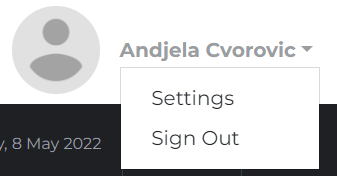 Andjela Cvorovic
Settings
y, 8 May 2022
Sign Out